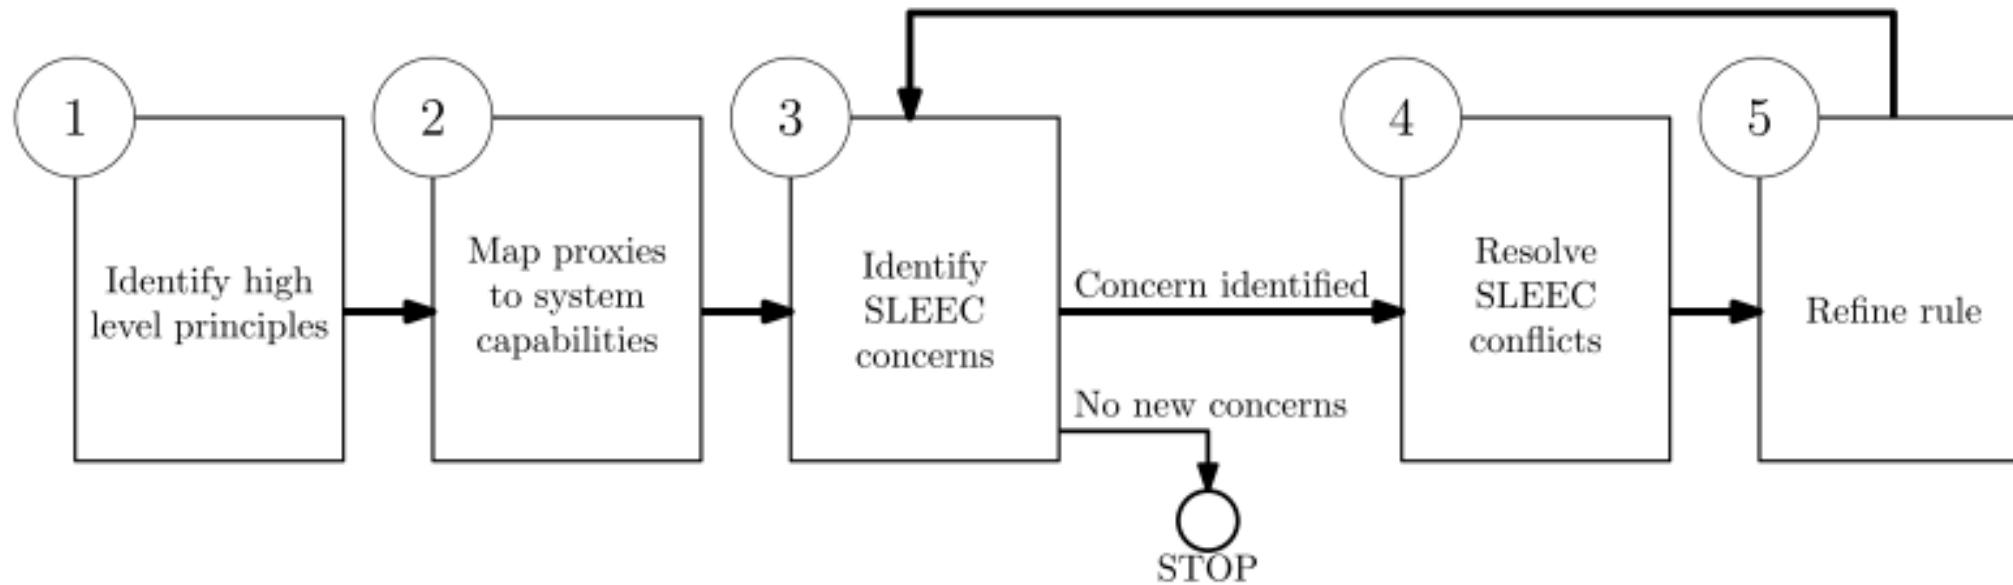 1
Identify high
level principles
2
Map proxies
to system
capabilities
3
Identify
SLEEC
concerns
Concern identified
No new concerns
STOP
4
Resolve
SLEEC
conflicts
5
Refine rule